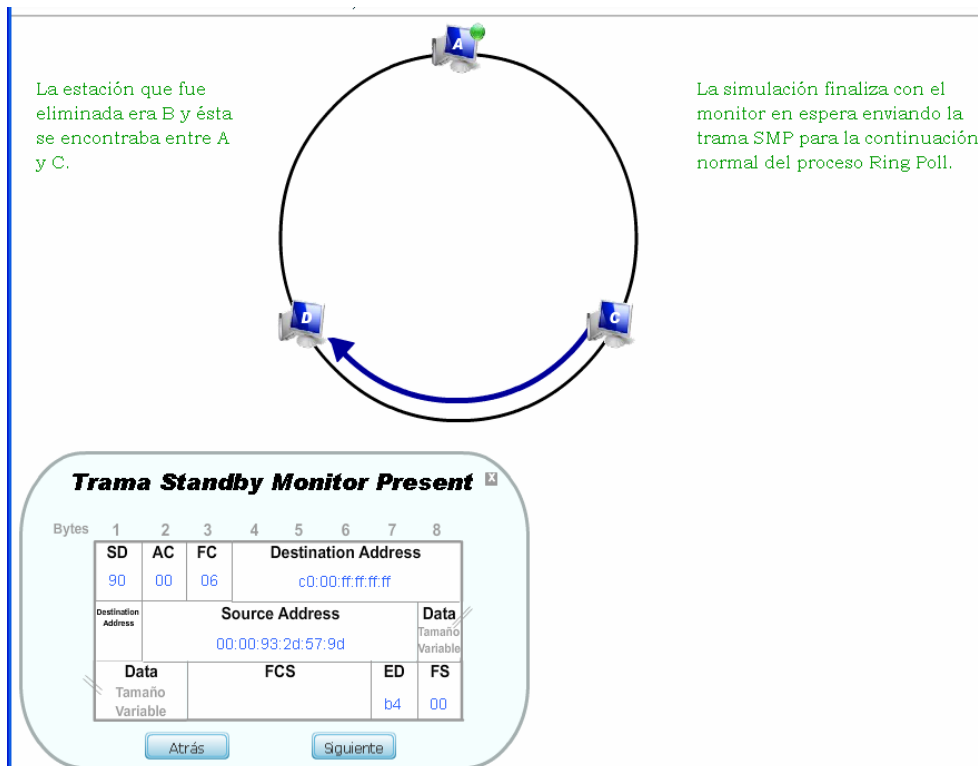 La estación que fue
eliminada era B y ésta
se encontraba entre A
y C.
A
La simulación finaliza con el
monitor en espera enviando la
trama SMP para la continuación
normal del proceso Ring Poll.
D
C
Trama Standby Monitor Present
X
Bytes 1 2 3 4 5 6 7 8
SD AC FC Destination Address
90 00 06 c0:00:ff:ff:ff:ff
Destination
Address
Source Address
00:00:93:2d:57:9d
Data
Tamaño
Variable
Data
Tamaño
Variable
FCS
ED FS
b4 00
Atrás Siguiente